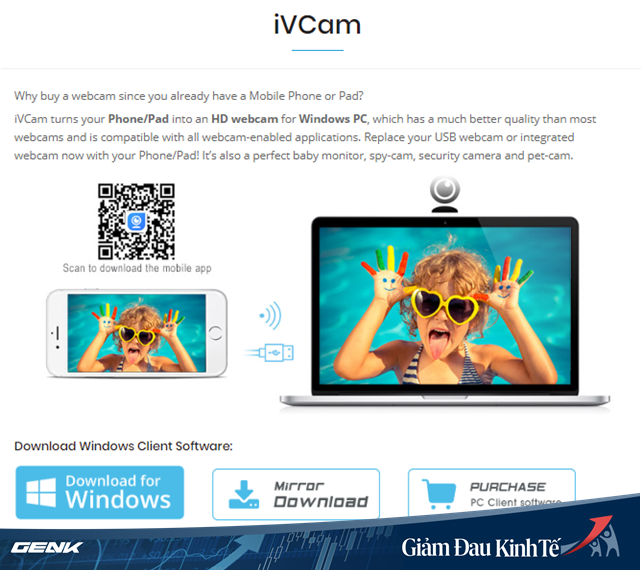 iVCam
Why buy a webcam since you already have a Mobile Phone or Pad?
iVCam turns your Phone/Pad into an HD webcam for Windows PC, which has a much better quality than most
webcams and is compatible with all webcam-enabled applications. Replace your USB webcam or integrated
webcam now with your Phone/Pad! It's also a perfect baby monitor, spy-cam, security camera and pet-cam.
Scan to download the mobile app
Download Windows Client Software:
Download for
Windows
Mirror
Download
PURCHASE
PC Client software
GENK
Giảm Đau Kinh Tế